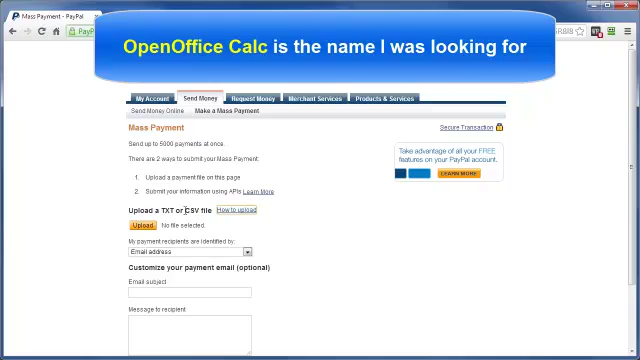 Mass Payment - PayPal
OpenOffice Calc is the name I was looking for
My Account
Send Money
Request Money
Merchant Services
Products & Services
Send Money Online
Make a Mass Payment
Mass Payment
Secure Transaction
Send up to 5000 payments at once.
There are 2 ways to submit your Mass Payment:
1. Upload a payment file on this page
2. Submit your information using APIs Learn More
Take advantage of all your FREE
features on your PayPal account.
LEARN MORE
Upload a TXT or CSV file
How to upload
Upload
No file selected.
My payment recipients are identified by:
Email address
Customize your payment email (optional)
Email subject
Message to recipient